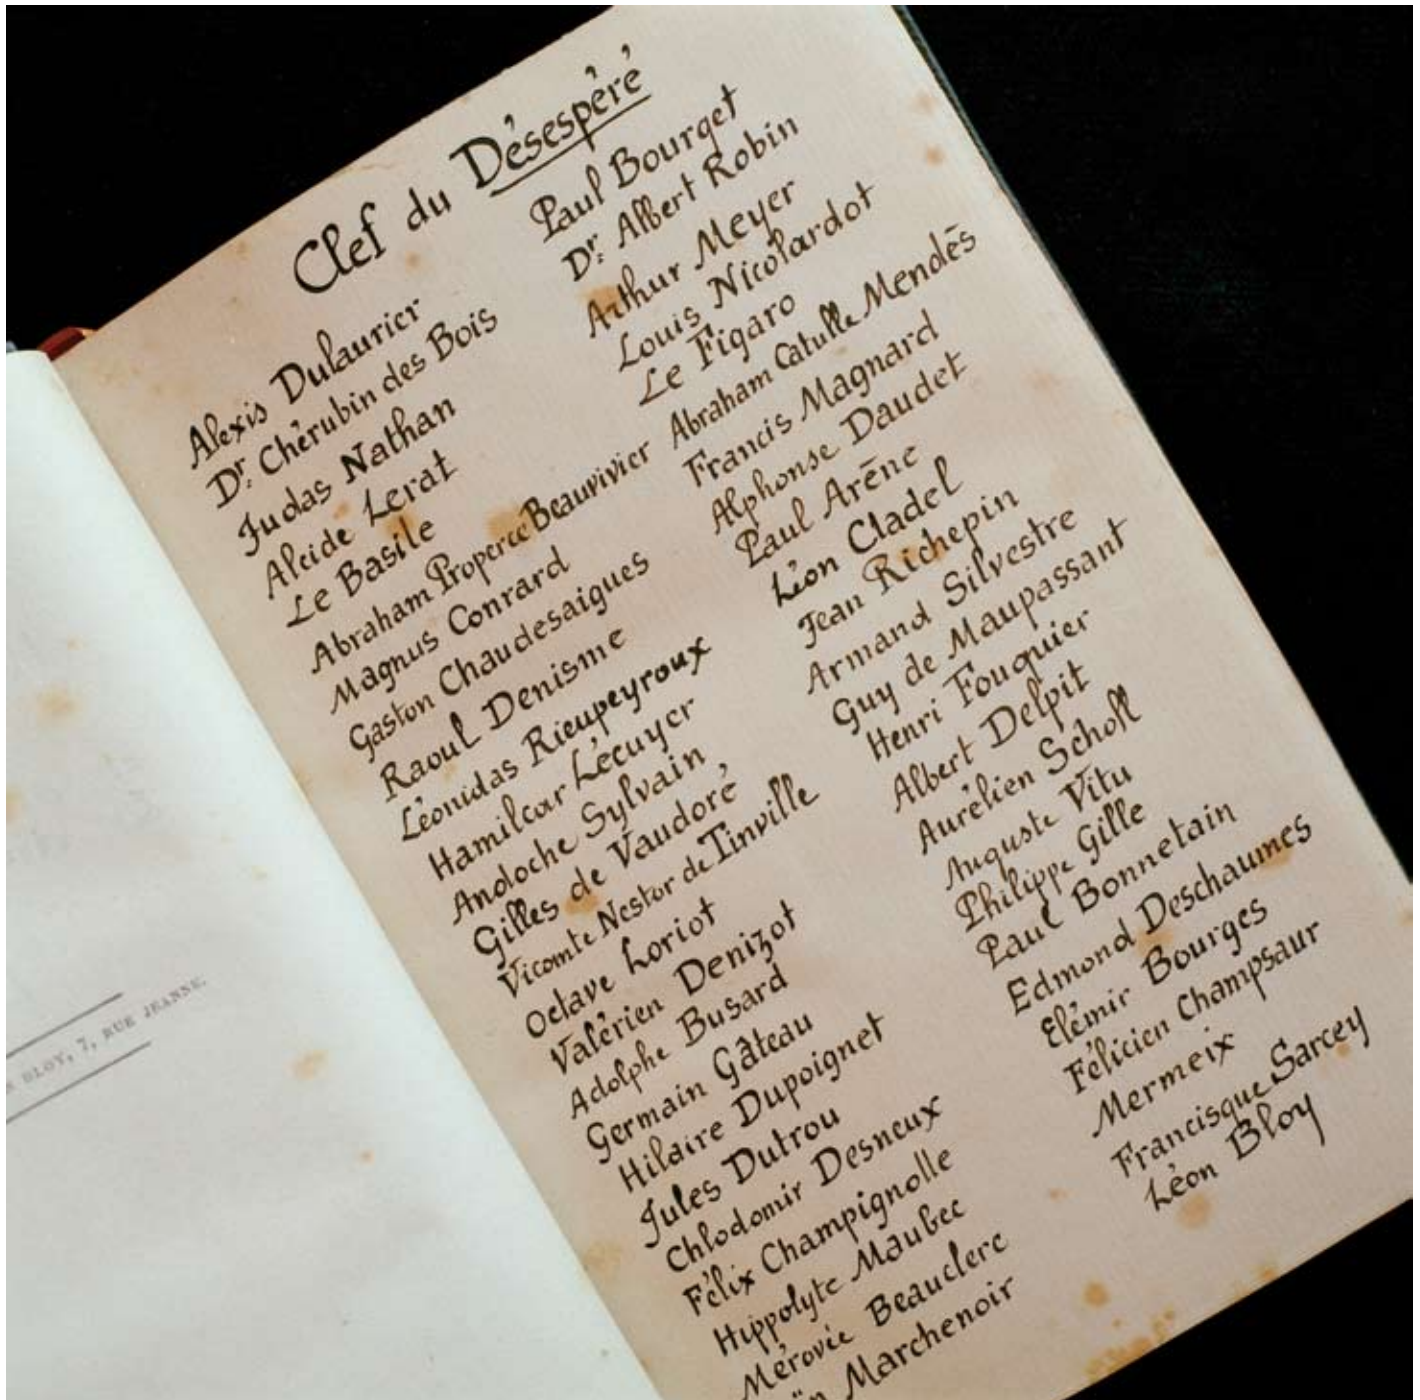 BLOY, 7, RUE JEANNE.
Clef du Désespéré
Alexis Dulaurier Paul Bourget
Dr. Chérubin des Bois Dr. Albert Robin
Judas Nathan Arthur Meyer
Alcide Lerat Louis Nicolardot
Le Basile Le Figaro
Abraham Properce Beauvivier Abraham Catulle Mendès
Magnus Conrard Francis Magnard
Gaston Chaudesaigues Alphonse Daudet
Raoul Denisme Paul Arène
Léonidas Rieupeyroux Léon Cladel
Hamilcar Lécuyer Jean Richepin
Andoche Sylvain Armand Silvestre
Gilles de Vaudoré Guy de Maupassant
Vicomte Nestor de Tinville Henri Fouquier
Octave Loriot Albert Delpit
Valérien Denizot Aurélien Scholl
Adolphe Busard Auguste Vitu
Germain Gâteau Philippe Gille
Hilaire Dupoignet Paul Bonnetain
Jules Dutrou Edmond Deschaumes
Chlodomir Desneux Elémir Bourges
Félix Champignolle Félicien Champsaur
Hippolyte Maubec Mermeix
Mérovée Beauclerc Francisque Sarcey
Marchenoir Léon Bloy